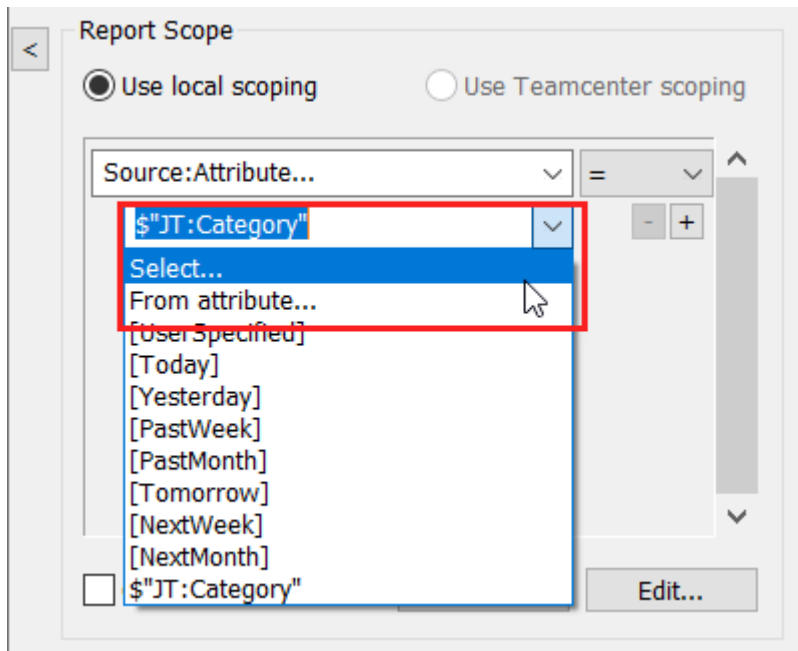 Report Scope
<
Use local scoping
Use Teamcenter scoping
Source:Attribute...
=
$"JT:Category"
- +
Select...
From attribute...
[UserSpecified]
[Today]
[Yesterday]
[PastWeek]
[PastMonth]
[Tomorrow]
[NextWeek]
[NextMonth]
$"JT:Category"
Edit...